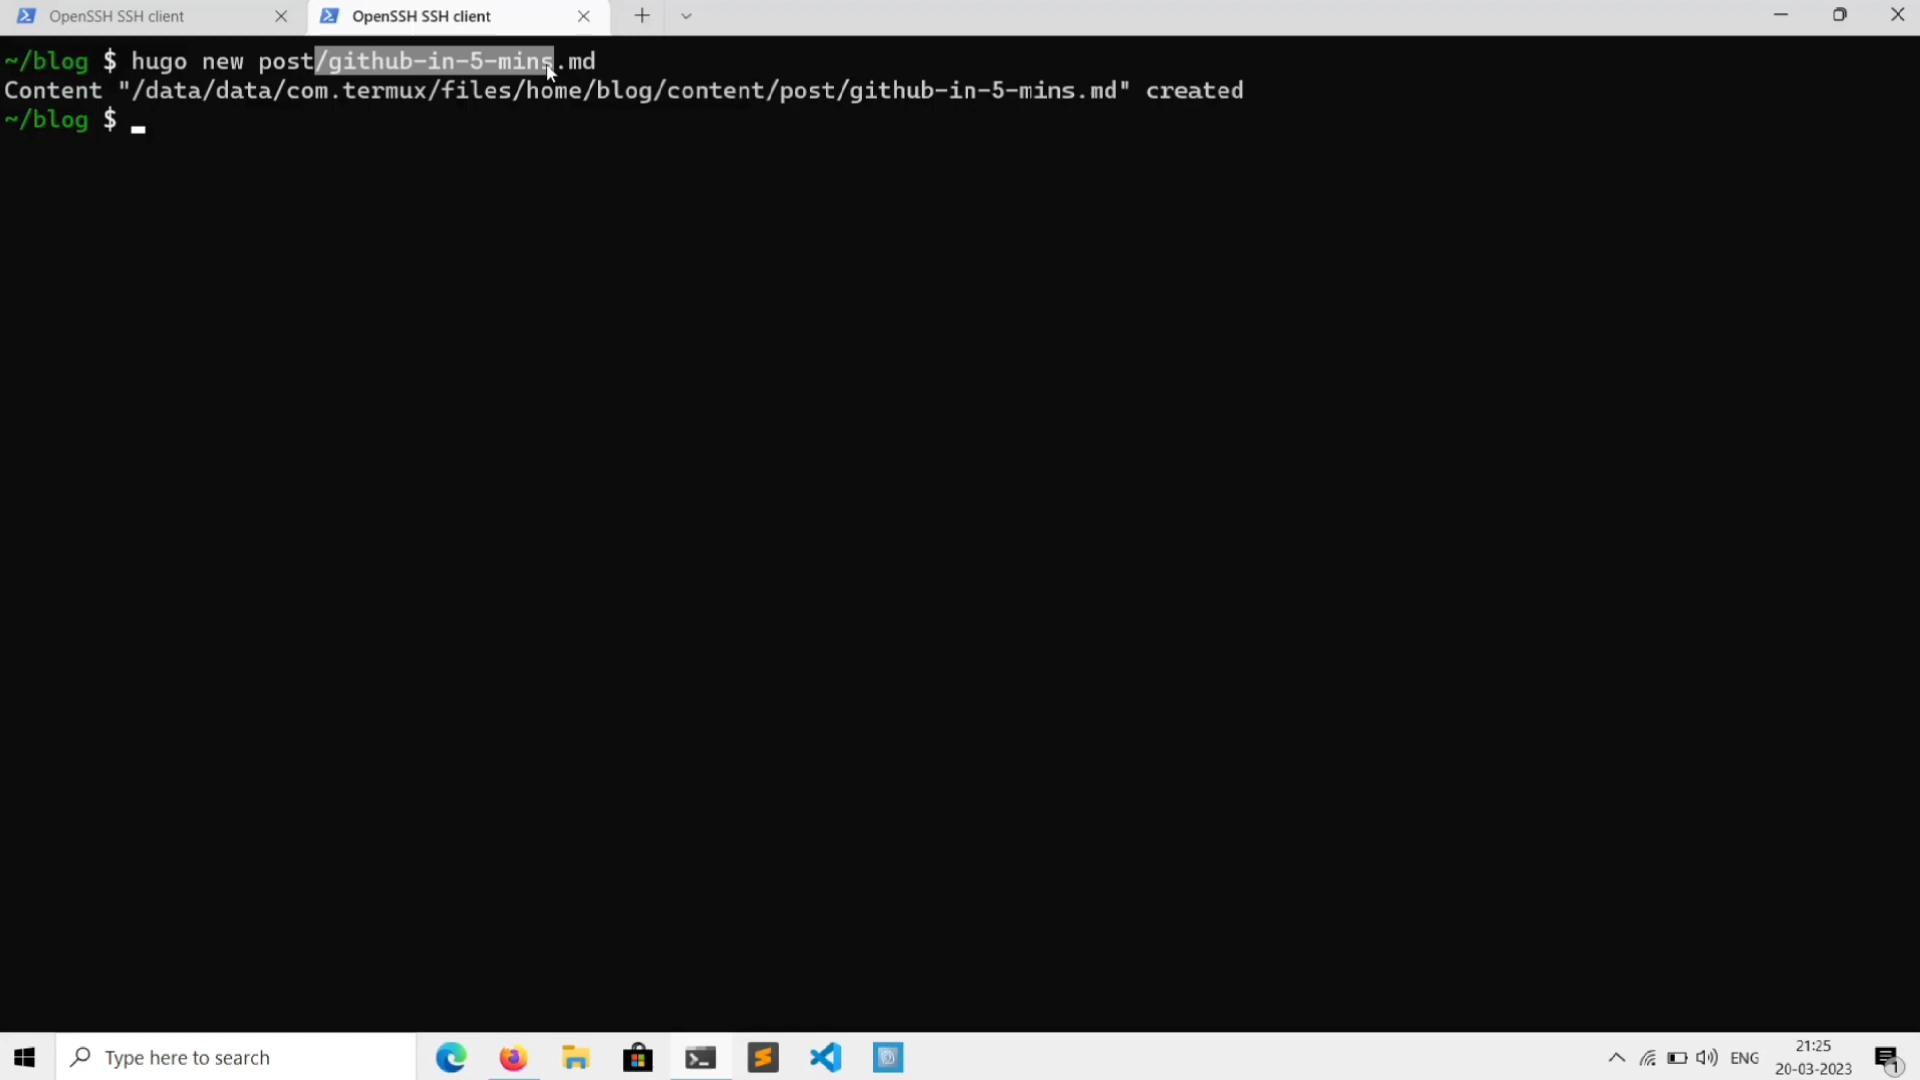 OpenSSH SSH client
OpenSSH SSH client
~/blog $ hugo new post/github-in-5-mins.md
Content "/data/data/com.termux/files/home/blog/content/post/github-in-5-mins.md" created
~/blog $
Type here to search
ENG
21:25
20-03-2023
1